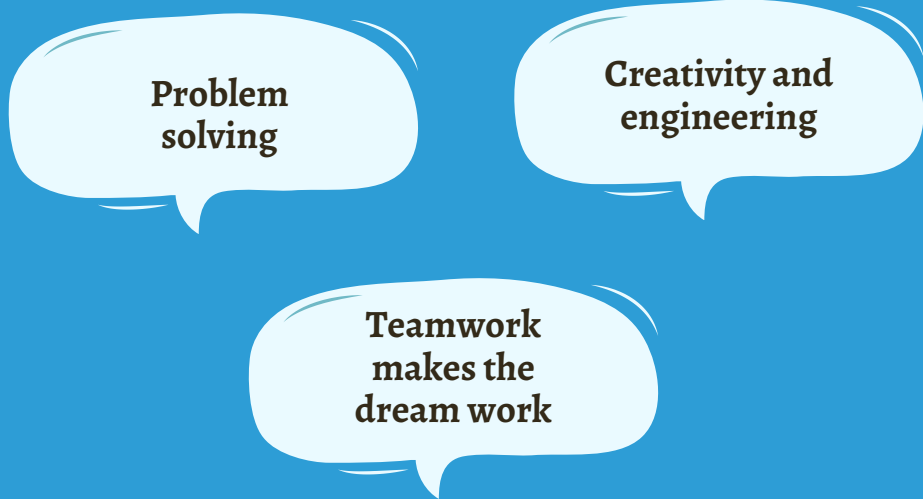 Problem
solving
Creativity and
engineering
Teamwork
makes the
dream work